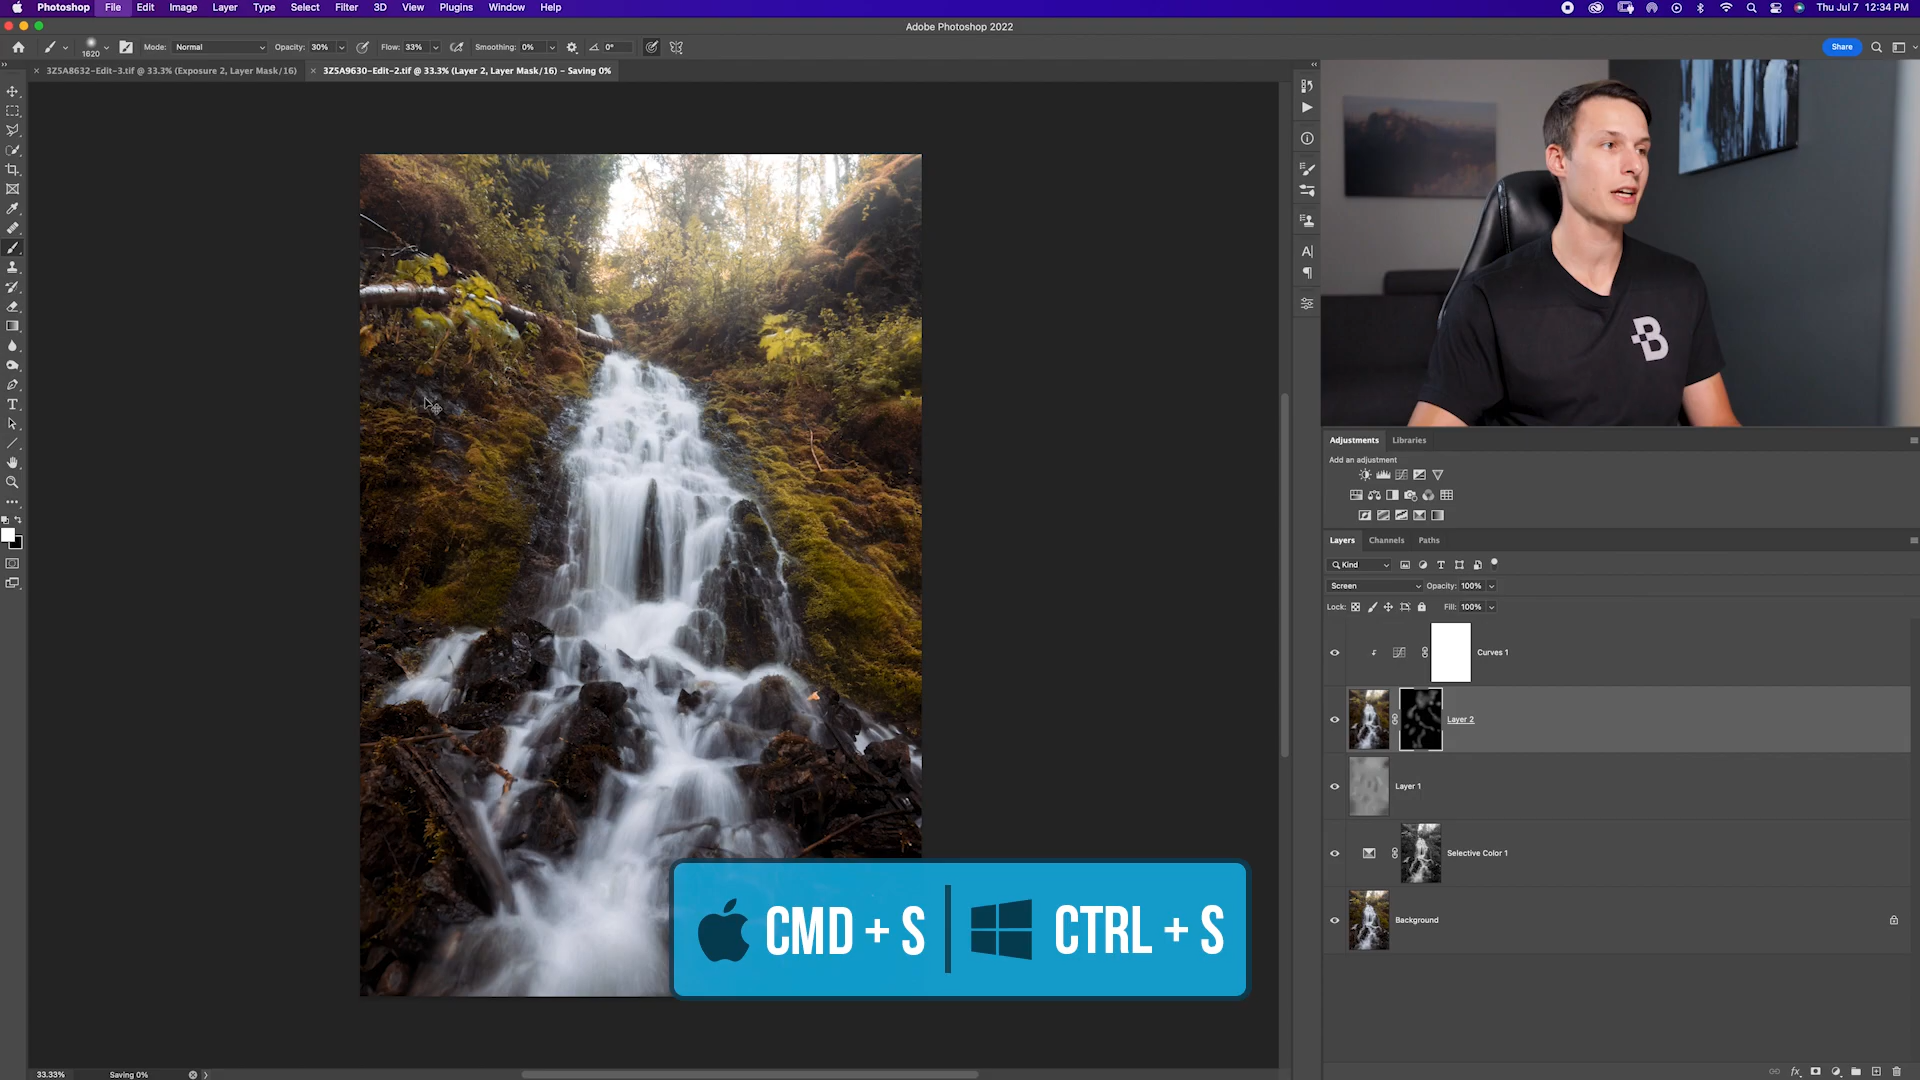 Photoshop File Edit Image Layer Type Select Filter 3D View Plugins Window Help Thu Jul 7 12:34 PM
Adobe Photoshop 2022
1620 Mode: Normal Opacity: 30% Flow: 33% Smoothing: 0% 0° Share
3Z5A8632-Edit-3.tif @ 33.3% (Exposure 2, Layer Mask/16) 3Z5A9630-Edit-2.tif @ 33.3% (Layer 2, Layer Mask/16) – Saving 0%
B
Adjustments Libraries
Add an adjustment
Layers Channels Paths
Kind
Screen Opacity: 100%
Lock: Fill: 100%
Curves 1
Layer 2
Layer 1
Selective Color 1
Background
CMD + S CTRL + S
33.33% Saving 0%